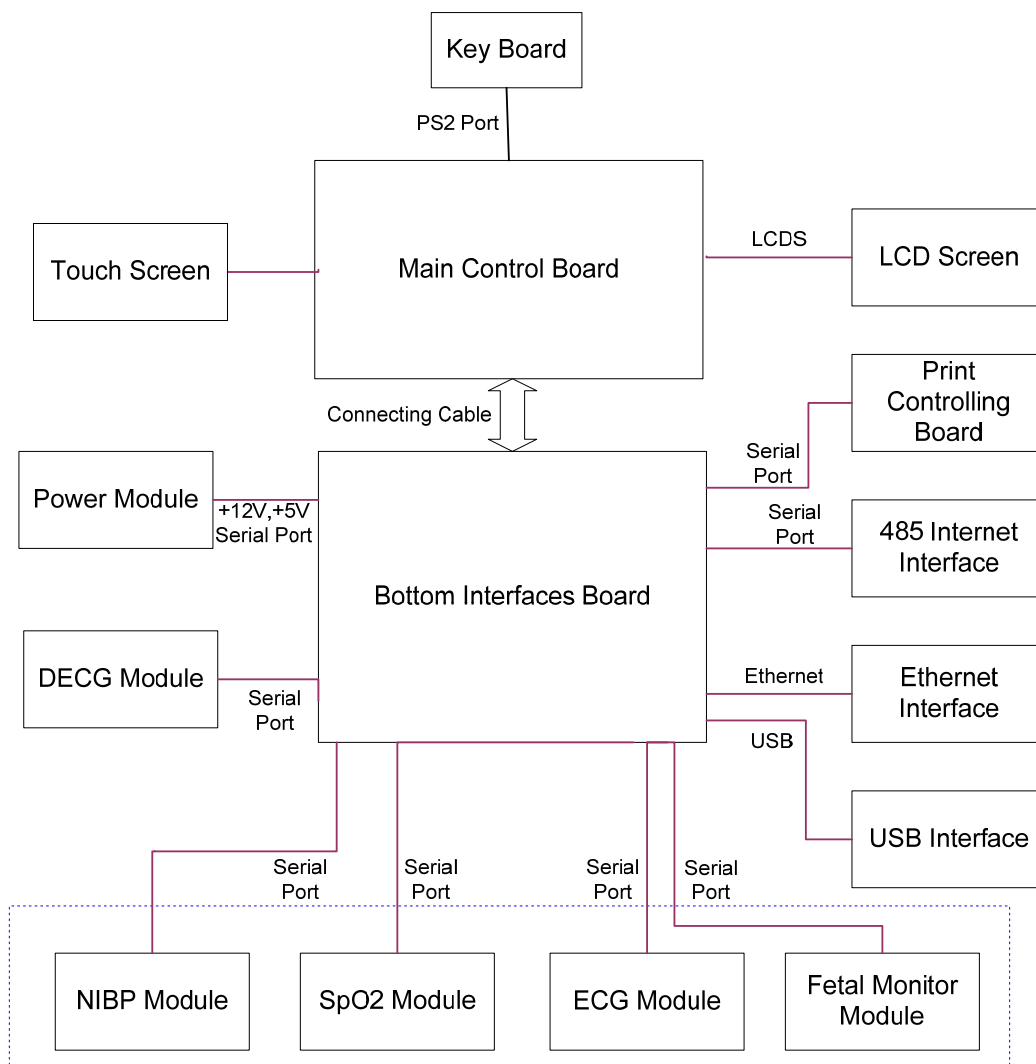 Key Board
PS2 Port
Main Control Board
Touch Screen
LCDS
LCD Screen
Connecting Cable
Print
Controlling
Board
Serial
Port
Power Module
+12V,+5V
Serial Port
Serial
Port
485 Internet
Interface
Bottom Interfaces Board
DECG Module
Serial
Port
Ethernet
Ethernet
Interface
USB
USB Interface
Serial
Port
Serial
Port
Serial
Port
Serial
Port
NIBP Module
SpO2 Module
ECG Module
Fetal Monitor
Module